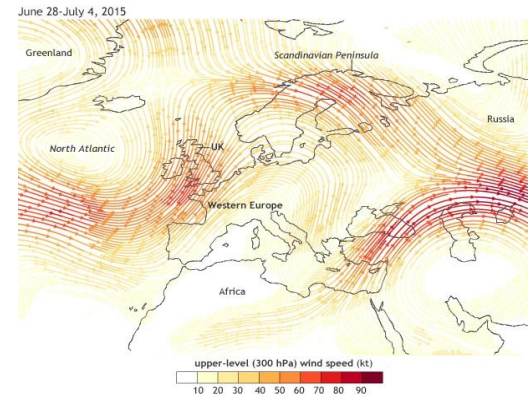 June 28-July 4, 2015
Greenland
Scandinavian Peninsula
Russia
North Atlantic
UK
Western Europe
Africa
upper-level (300 hPa) wind speed (kt)
10 20 30 40 50 60 70 80 90